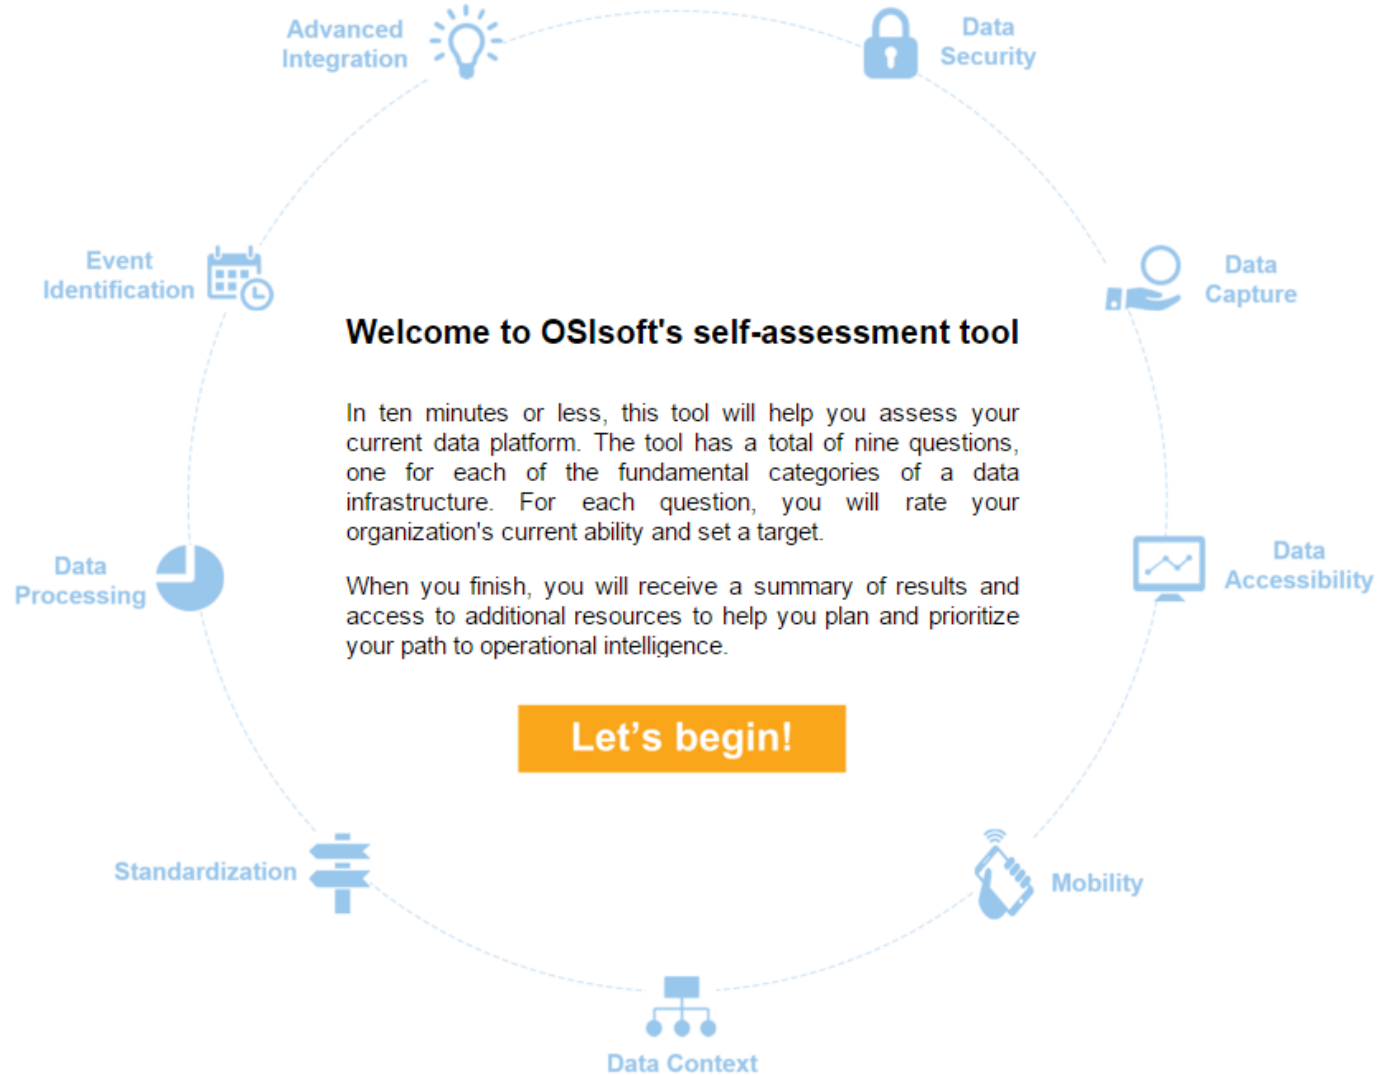 Advanced
Integration
Data
Security
Event
Identification
Data
Capture
Welcome to OSIsoft's self-assessment tool
In ten minutes or less, this tool will help you assess your
current data platform. The tool has a total of nine questions,
one for each of the fundamental categories of a data
infrastructure. For each question, you will rate your
organization's current ability and set a target.
Data
Processing
Data
Accessibility
When you finish, you will receive a summary of results and
access to additional resources to help you plan and prioritize
your path to operational intelligence.
Let's begin!
Standardization
Mobility
Data Context